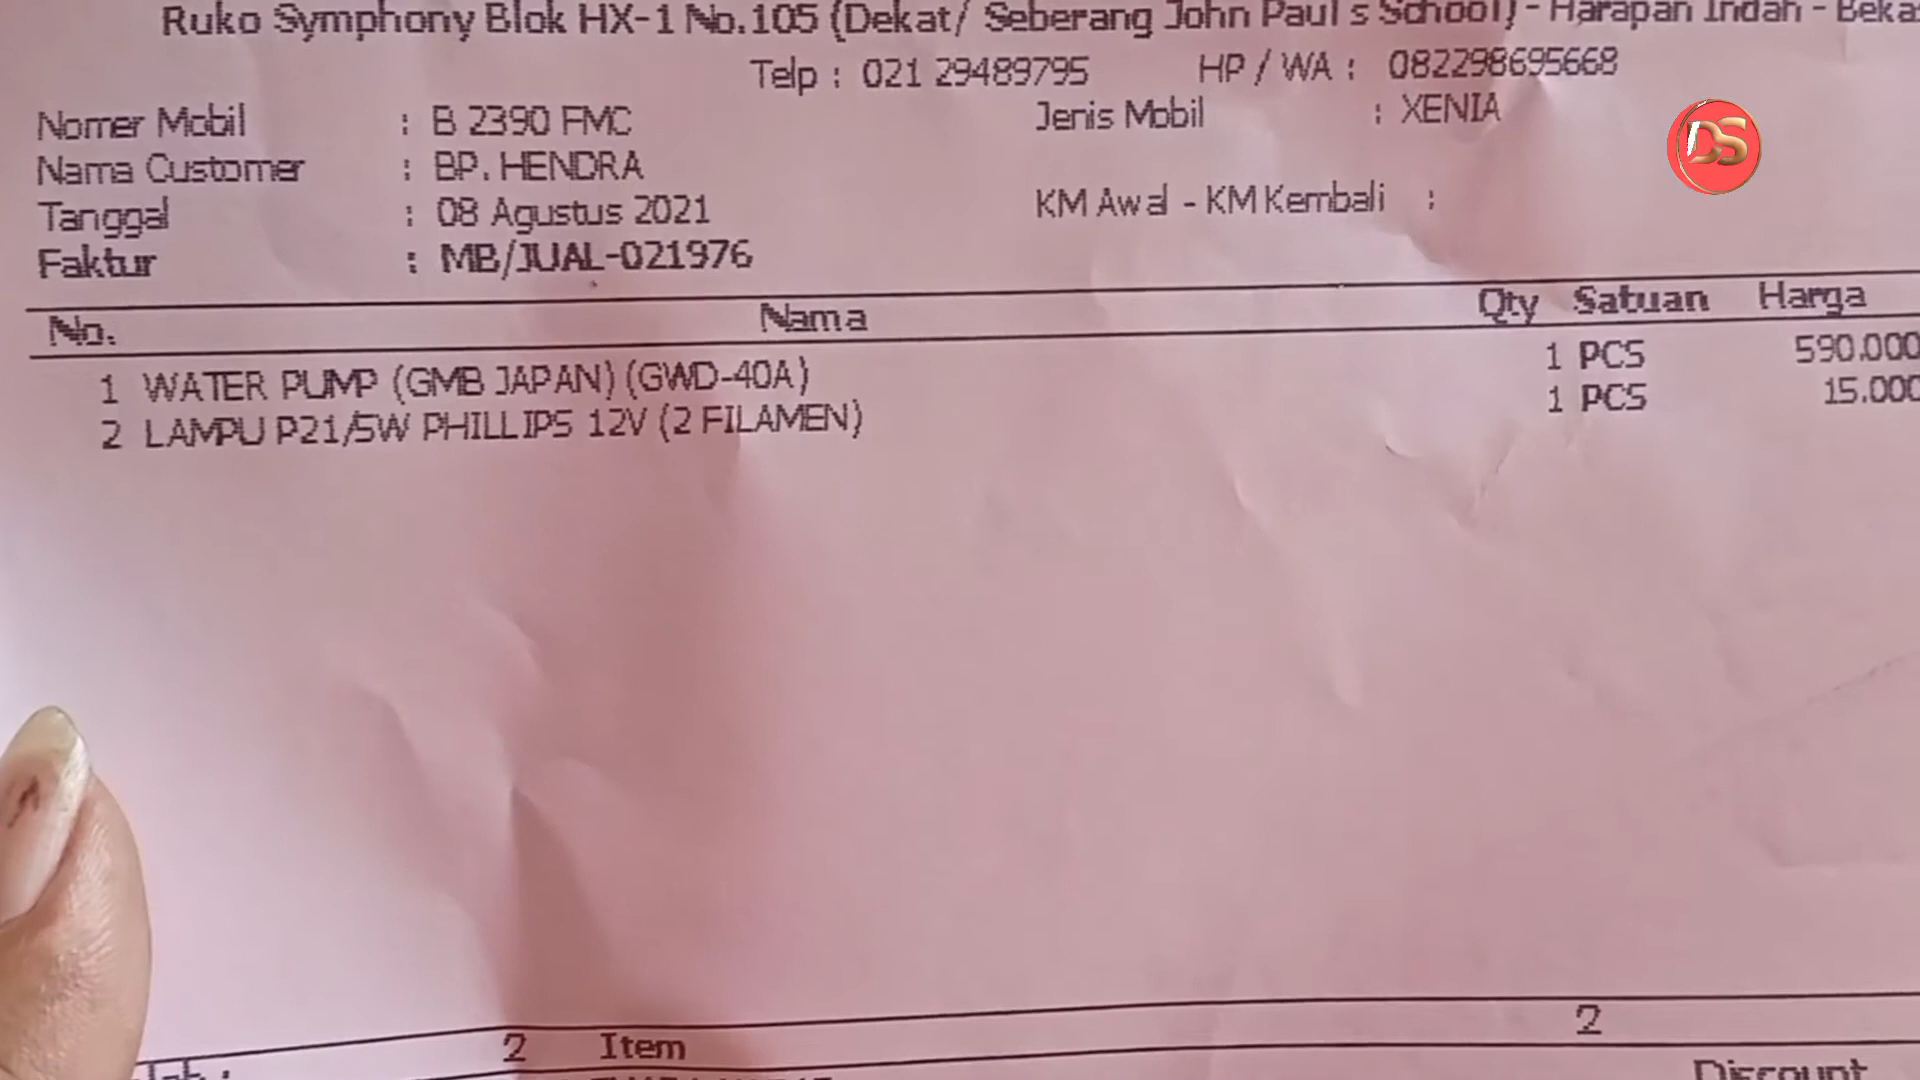 Ruko Symphony Blok HX-1 No.105 (Dekat/ Seberang John Paul s School) - Harapan Indah - Bekas
Telp : 021 29489795 HP / WA : 082298695668
Nomer Mobil : B 2390 FMC Jenis Mobil : XENIA
Nama Customer : BP. HENDRA
Tanggal : 08 Agustus 2021 KM Awal - KM Kembali :
Faktur : MB/JUAL-021976
No. Nama Qty Satuan Harga
1 WATER PUMP (GMB JAPAN) (GWD-40A) 1 PCS 590.000
2 LAMPU P21/5W PHILLIPS 12V (2 FILAMEN) 1 PCS 15.000
2 Item 2
Discount
DS